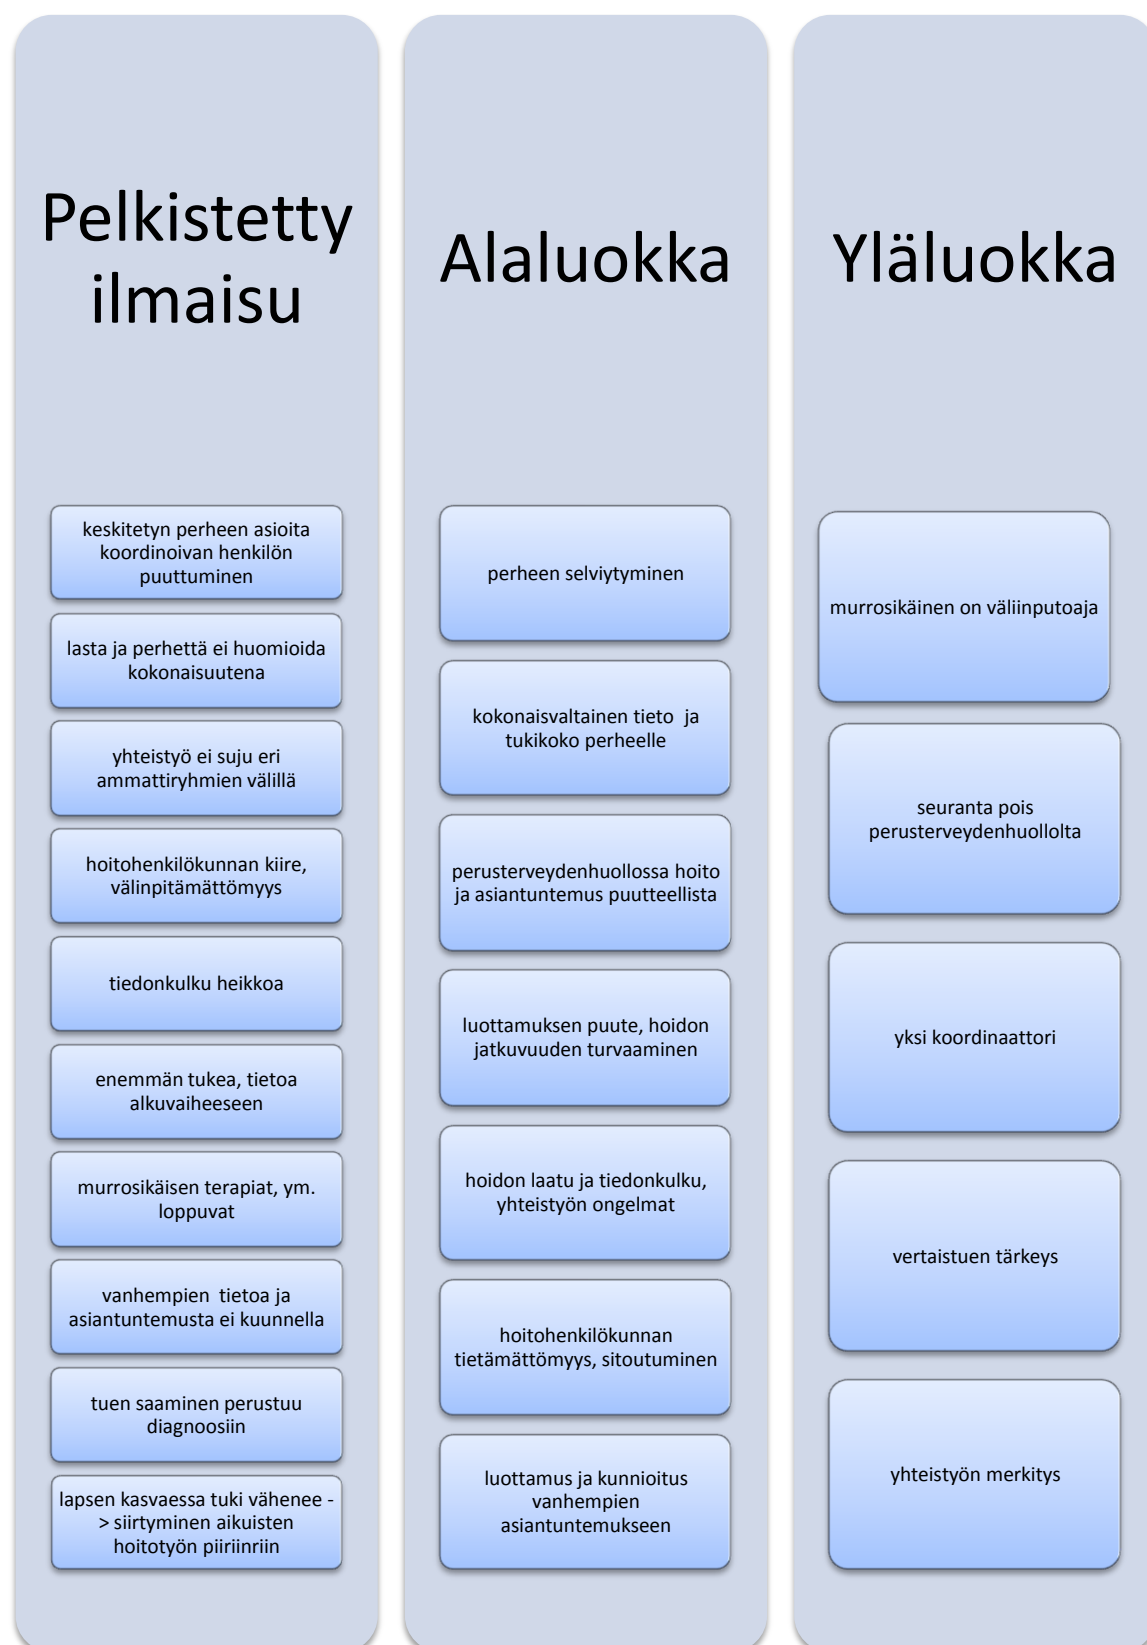 Pelkistetty
ilmaisu
keskitetyn perheen asioita
koordinoivan henkilön
puuttuminen
lasta ja perhettä ei huomioida
kokonaisuutena
yhteistyö ei suju eri
ammattiryhmien välillä
hoitohenkilökunnan kiire,
välinpitämättömyys
tiedonkulku heikkoa
enemmän tukea, tietoa
alkuvaiheeseen
murrosikäisen terapiat, ym.
loppuvat
vanhempien tietoa ja
asiantuntemusta ei kuunnella
tuen saaminen perustuu
diagnoosiin
lapsen kasvaessa tuki vähenee -
> siirtyminen aikuisten
hoitotyön piiriinriin
Alaluokka
perheen selviytyminen
kokonaisvaltainen tieto ja
tukikoko perheelle
perusterveydenhuollossa hoito
ja asiantuntemus puutteellista
luottamuksen puute, hoidon
jatkuvuuden turvaaminen
hoidon laatu ja tiedonkulku,
yhteistyön ongelmat
hoitohenkilökunnan
tietämättömyys, sitoutuminen
luottamus ja kunnioitus
vanhempien
asiantuntemukseen
Yläluokka
murrosikäinen on väliinputoaja
seuranta pois
perusterveydenhuollolta
yksi koordinaattori
vertaistuen tärkeys
yhteistyön merkitys